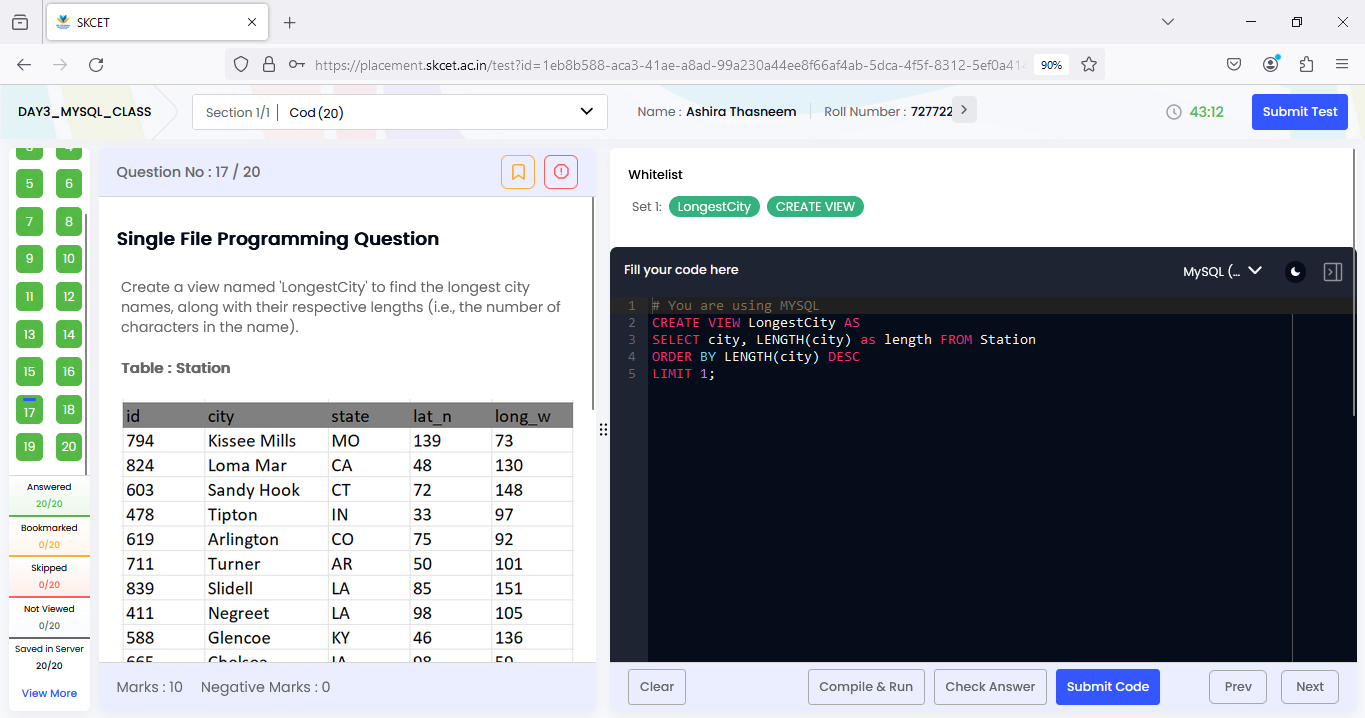 SKCET
https://placement.skcet.ac.in/test?id=1eb8b588-aca3-41ae-a8ad-99a230a44ee8f66af4ab-5dca-4f5f-8312-5ef0a414
90%
DAY3_MYSQL_CLASS
Section 1/1 | Cod (20)
Name : Ashira Thasneem
Roll Number : 727722
43:12
Submit Test
5 6
7 8
9 10
11 12
13 14
15 16
17 18
19 20
Answered
20/20
Bookmarked
0/20
Skipped
0/20
Not Viewed
0/20
Saved in Server
20/20
View More
Question No : 17 / 20
Single File Programming Question
Create a view named 'LongestCity' to find the longest city
names, along with their respective lengths (i.e., the number of
characters in the name).
Table : Station
id city state lat_n long_w
794 Kissee Mills MO 139 73
824 Loma Mar CA 48 130
603 Sandy Hook CT 72 148
478 Tipton IN 33 97
619 Arlington CO 75 92
711 Turner AR 50 101
839 Slidell LA 85 151
411 Negreet LA 98 105
588 Glencoe KY 46 136
665 Chelsea IA 98 59
Marks : 10 Negative Marks : 0
Whitelist
Set 1: LongestCity CREATE VIEW
Fill your code here
MySQL (...
1 # You are using MYSQL
2 CREATE VIEW LongestCity AS
3 SELECT city, LENGTH(city) as length FROM Station
4 ORDER BY LENGTH(city) DESC
5 LIMIT 1;
Clear
Compile & Run
Check Answer
Submit Code
Prev
Next